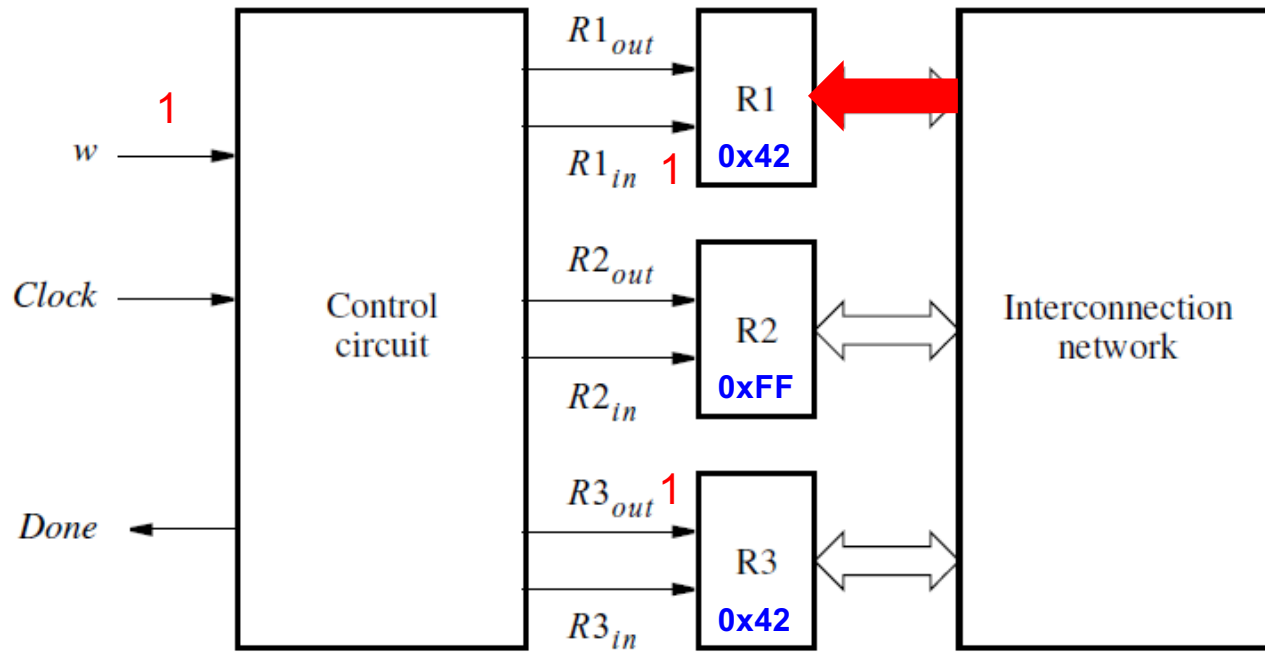 w
1
Clock
Done
Control
circuit
R1out
R1in
1
R2out
R2in
R3out
1
R3in
R1
0x42
R2
0xFF
R3
0x42
Interconnection
network